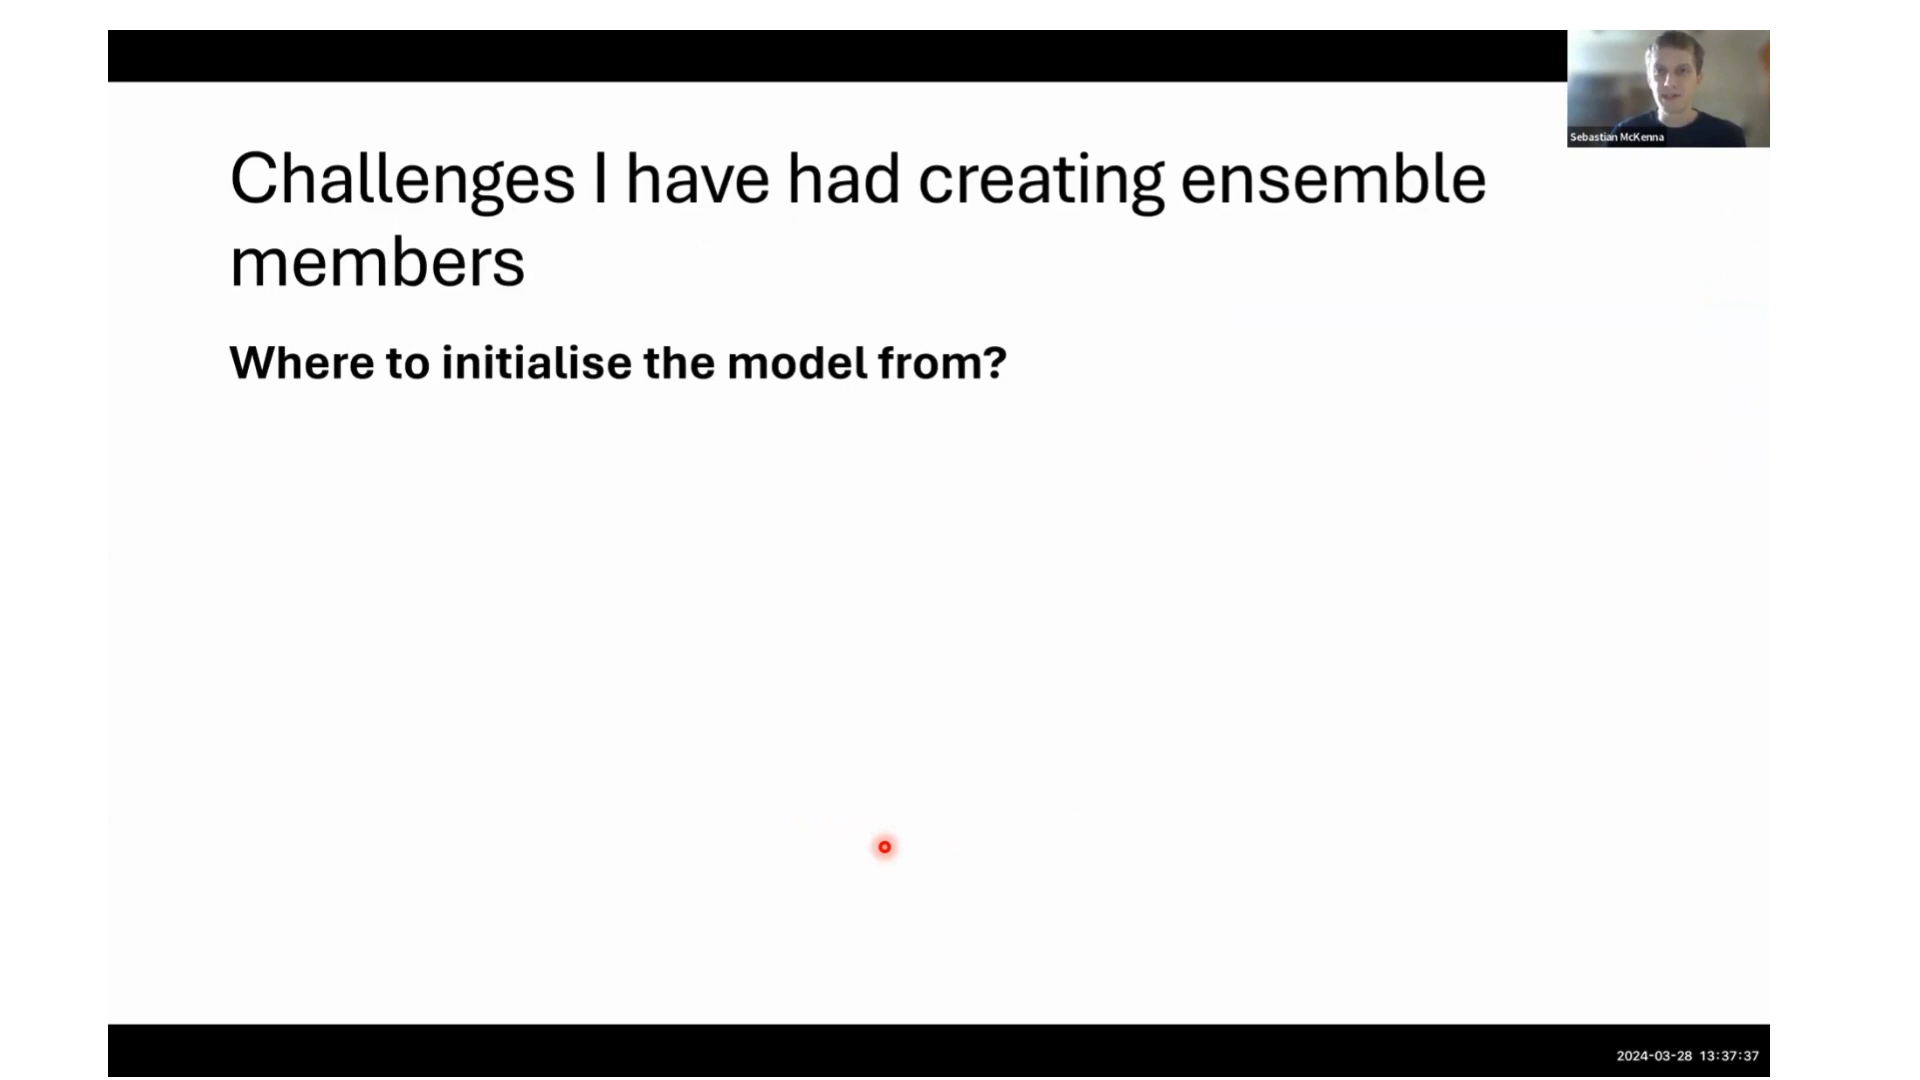 Sebastian McKenna
Challenges I have had creating ensemble
members
Where to initialise the model from?
2024-03-28 13:37:37